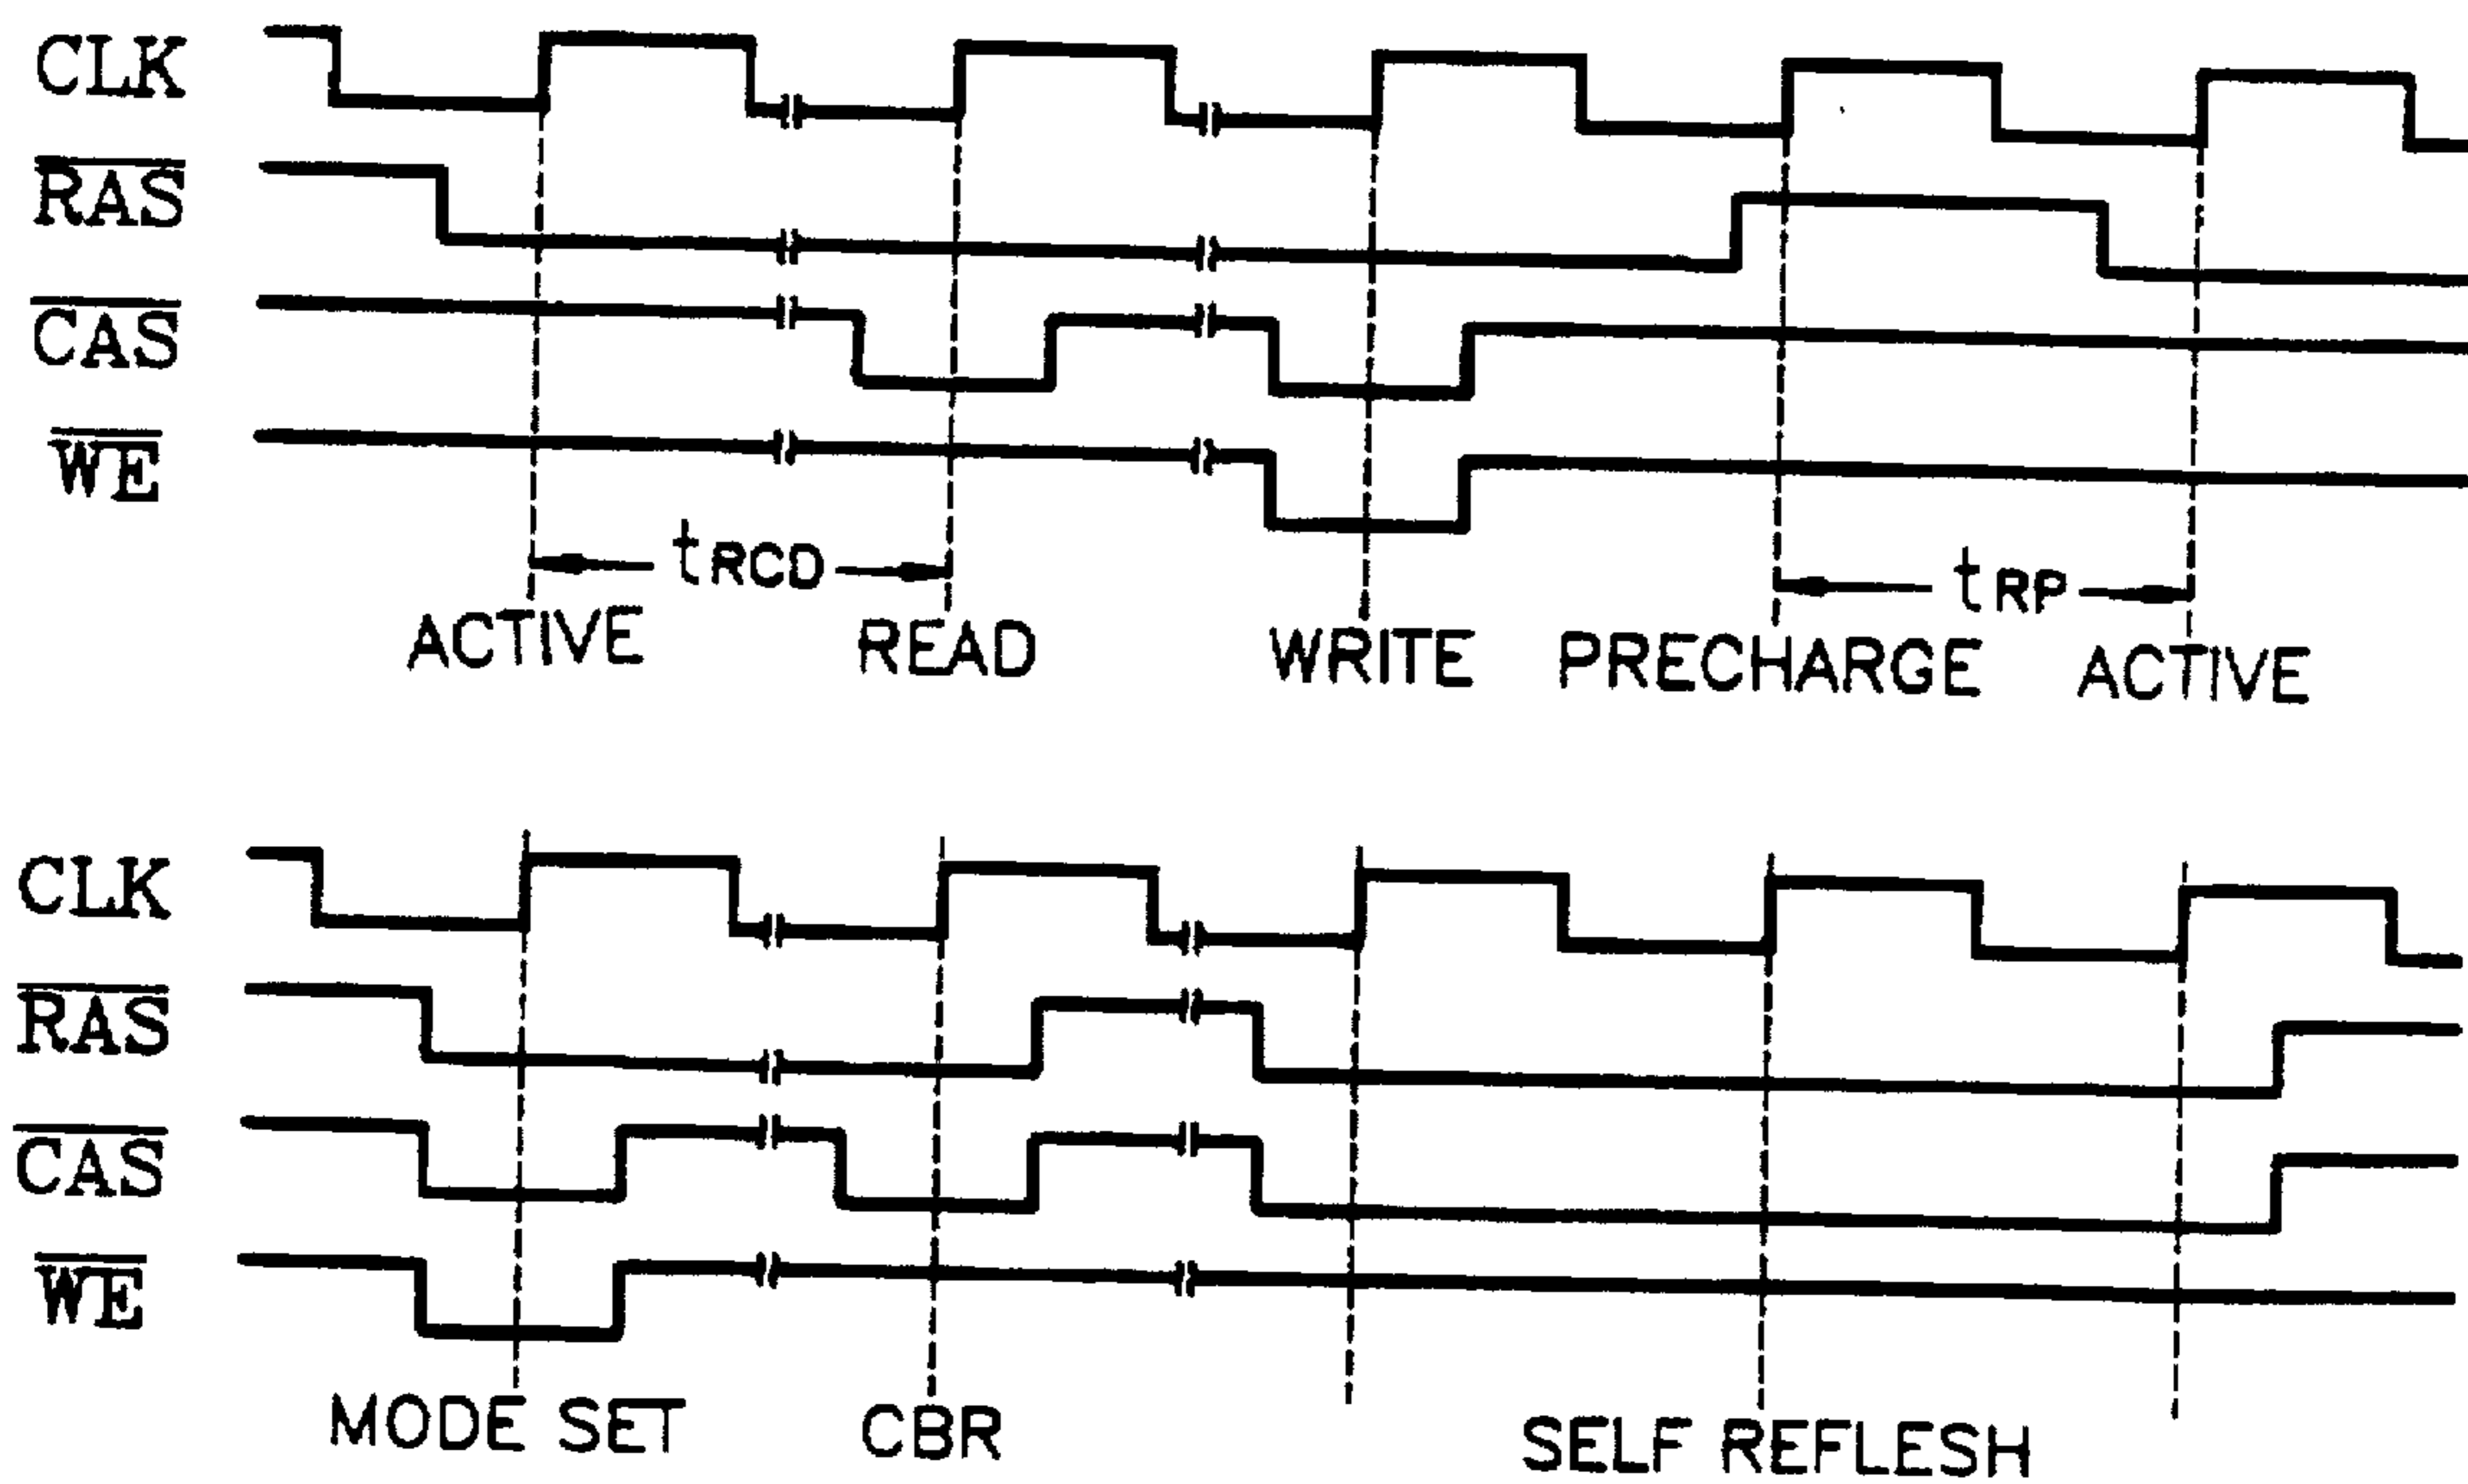 CLK
RAS
CAS
WE
tRCD
tRP
ACTIVE READ WRITE PRECHARGE ACTIVE
CLK
RAS
CAS
WE
MODE SET CBR SELF REFLESH